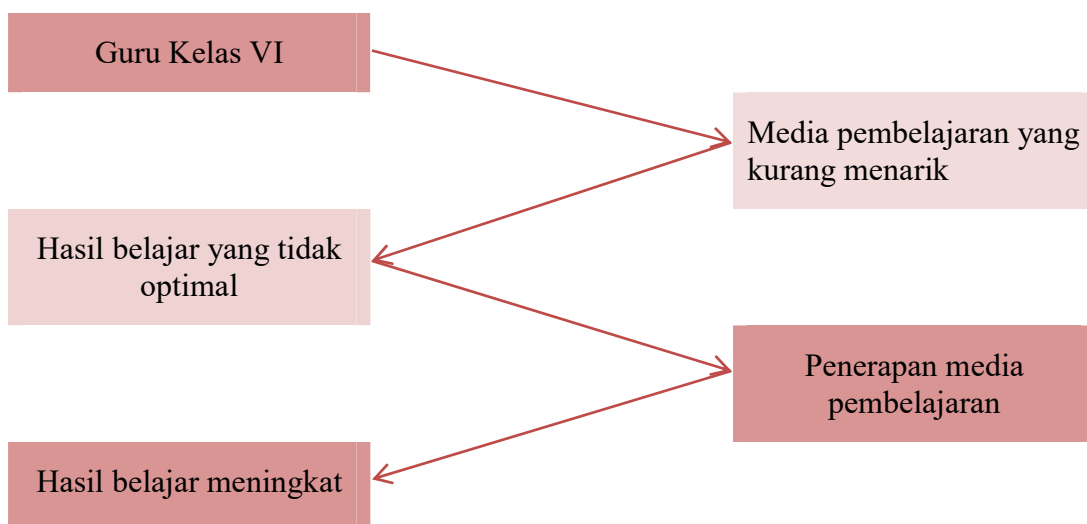 Guru Kelas VI
Media pembelajaran yang
kurang menarik
Hasil belajar yang tidak
optimal
Penerapan media
pembelajaran
Hasil belajar meningkat